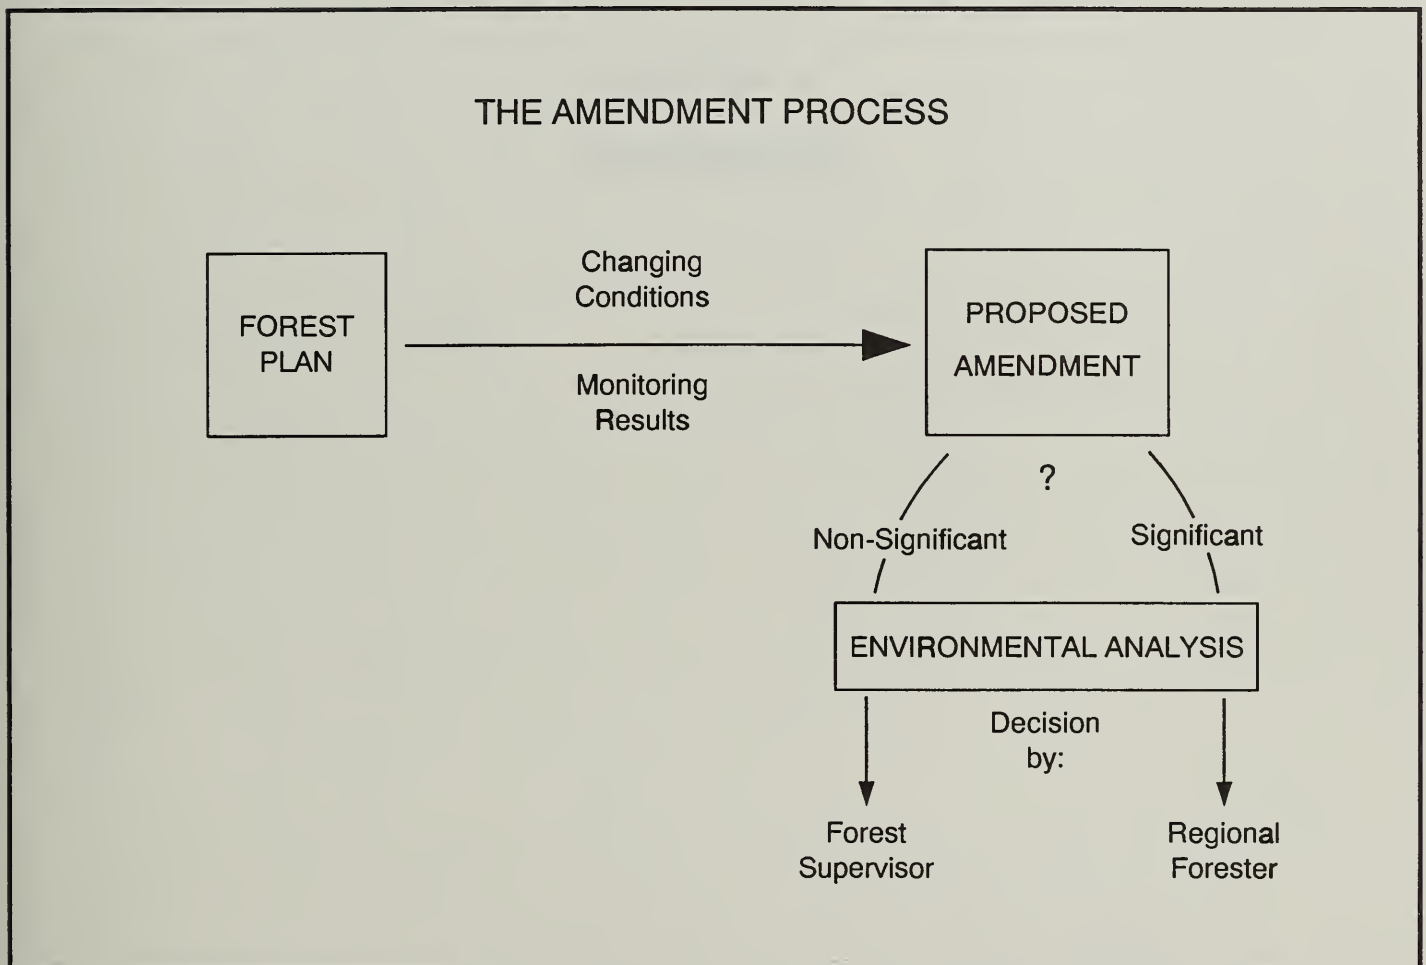 THE AMENDMENT PROCESS
FOREST
PLAN
Changing
Conditions
Monitoring
Results
PROPOSED
AMENDMENT
?
Non-Significant
Significant
ENVIRONMENTAL ANALYSIS
Decision
by:
Forest
Supervisor
Regional
Forester